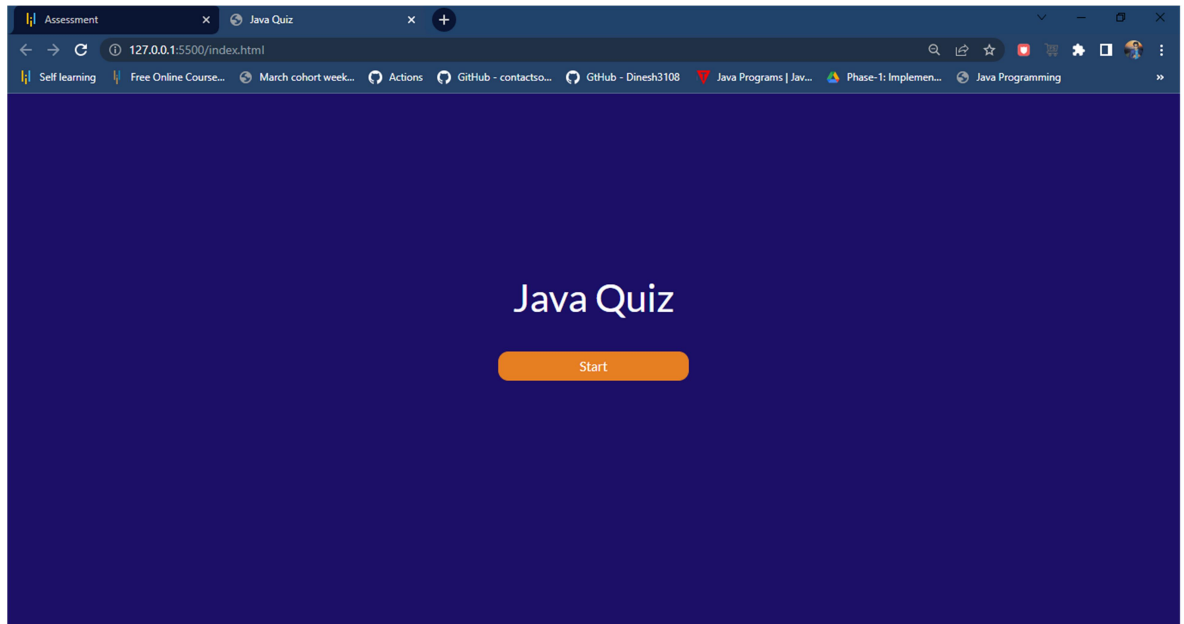 Assessment
Java Quiz
127.0.0.1:5500/index.html
Self learning
Free Online Course...
March cohort week...
Actions
GitHub - contactso...
GtHub - Dinesh3108
Java Programs | Jav...
Phase-1: Implemen...
Java Programming
Java Quiz
Start